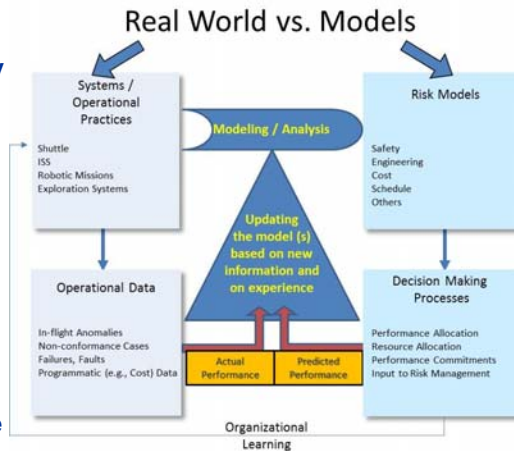 Real World vs. Models
y
Systems /
Operational
Practices
Shuttle
ISS
Robotic Missions
Exploration Systems
Modeling / Analysis
Risk Models
Safety
Engineering
Cost
Schedule
Others
Updating
the model (s)
based on new
information and
on experience
Operational Data
In-flight Anomalies
Non-conformance Cases
Failures, Faults
Programmatic (e.g., Cost) Data
Actual
Performance
Predicted
Performance
Decision Making
Processes
Performance Allocation
Resource Allocation
Performance Commitments
Input to Risk Management
e
Organizational
Learning